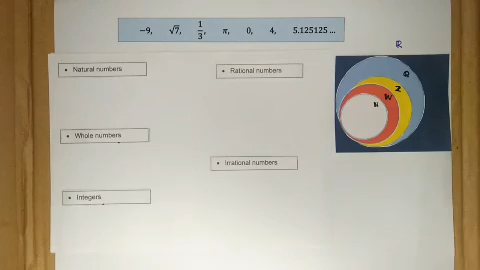 −9, √7, 1/3, π, 0, 4, 5.125125 ...
R
• Natural numbers
• Rational numbers
Q
Z
W
N
• Whole numbers
• Irrational numbers
• Integers